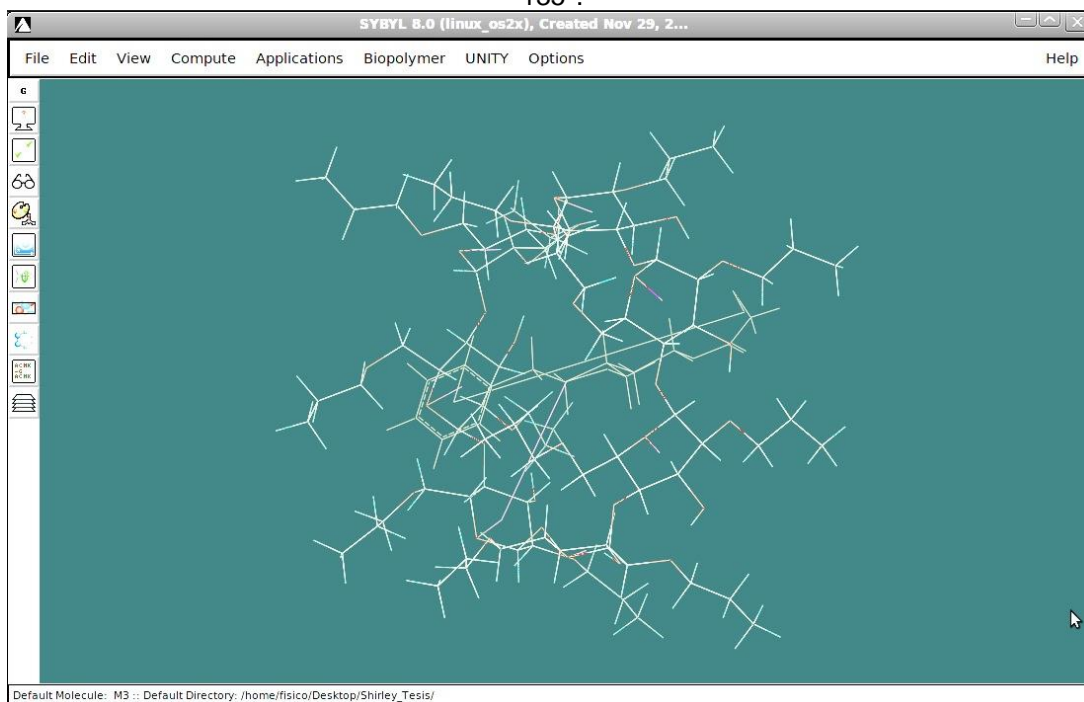 SYBYL 8.0 (linux_os2x), Created Nov 29, 2...
File Edit View Compute Applications Biopolymer UNITY Options Help
G
Default Molecule: M3 :: Default Directory: /home/fisico/Desktop/Shirley_Tesis/